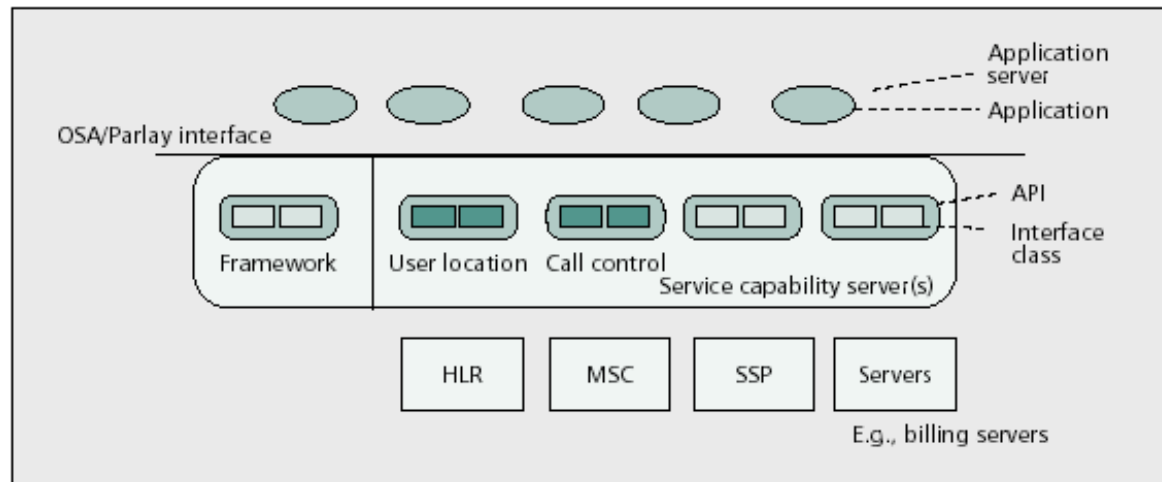 Application
server
Application
OSA/Parlay interface
API
Interface
class
Framework
User location
Call control
Service capability server(s)
HLR
MSC
SSP
Servers
E.g., billing servers